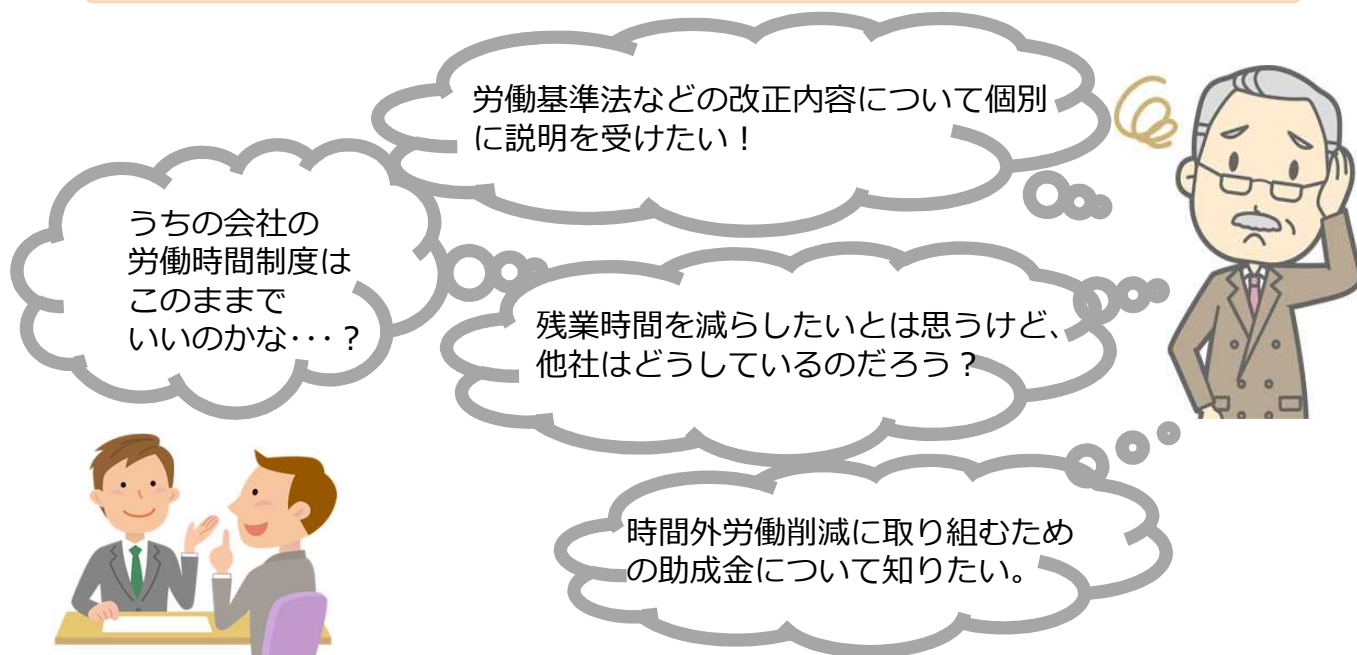 労働基準法などの改正内容について個別
に説明を受けたい！
うちの会社の
労働時間制度は
このままで
いいのかな･･･？
残業時間を減らしたいとは思うけど、
他社はどうしているのだろう？
時間外労働削減に取り組むため
の助成金について知りたい。